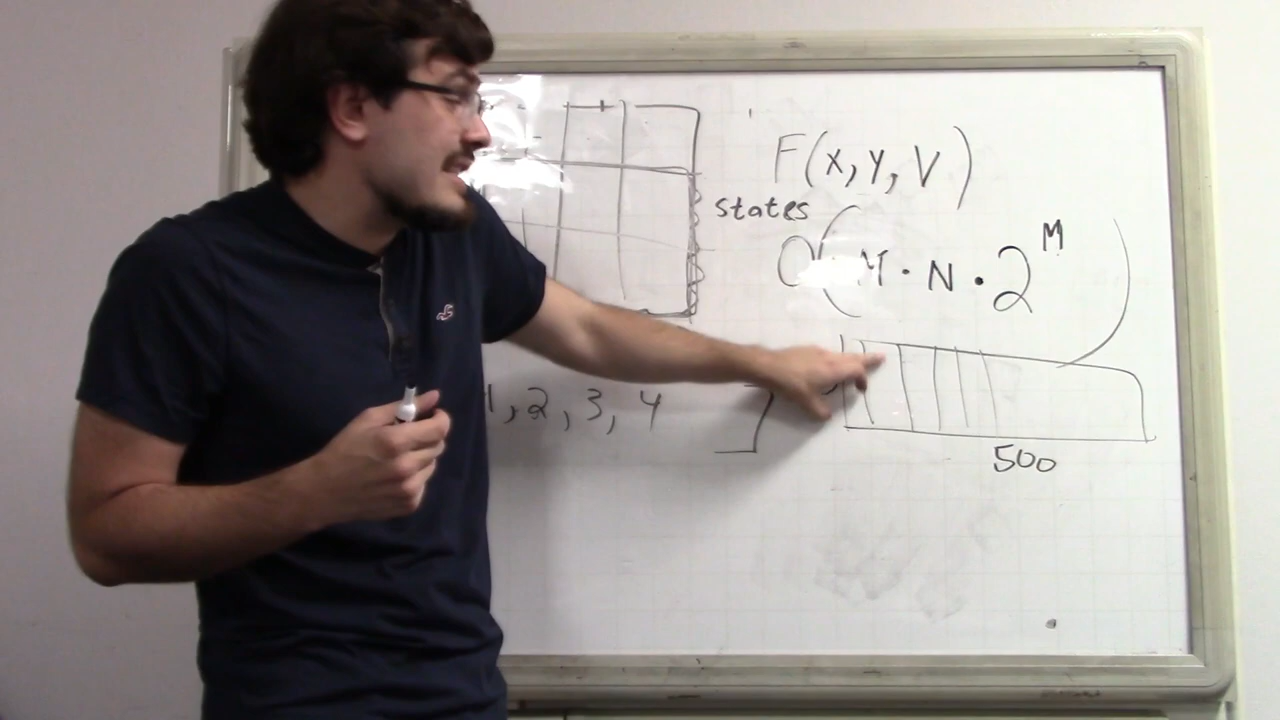 F(X, Y, V)
states
O(M · N · 2^M)
1, 2, 3, 4 ]
500